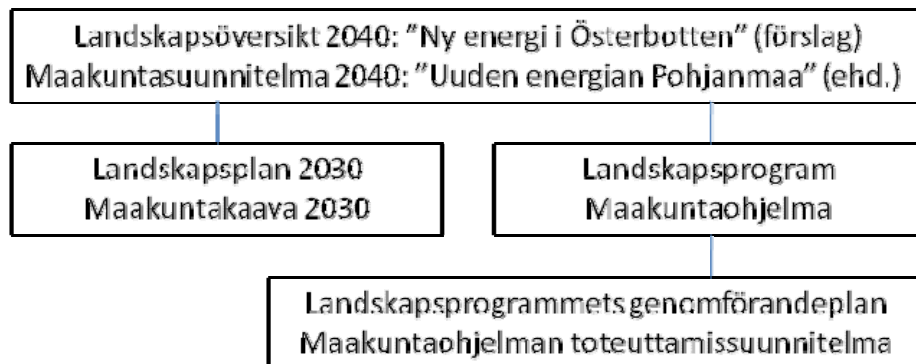 Landskapsöversikt 2040: ”Ny energi i Österbotten” (förslag)
Maakuntasuunnitelma 2040: ”Uuden energian Pohjanmaa” (ehd.)
Landskapsplan 2030
Maakuntakaava 2030
Landskapsprogram
Maakuntaohjelma
Landskapsprogrammets genomförandeplan
Maakuntaohjelman toteuttamissuunnitelma